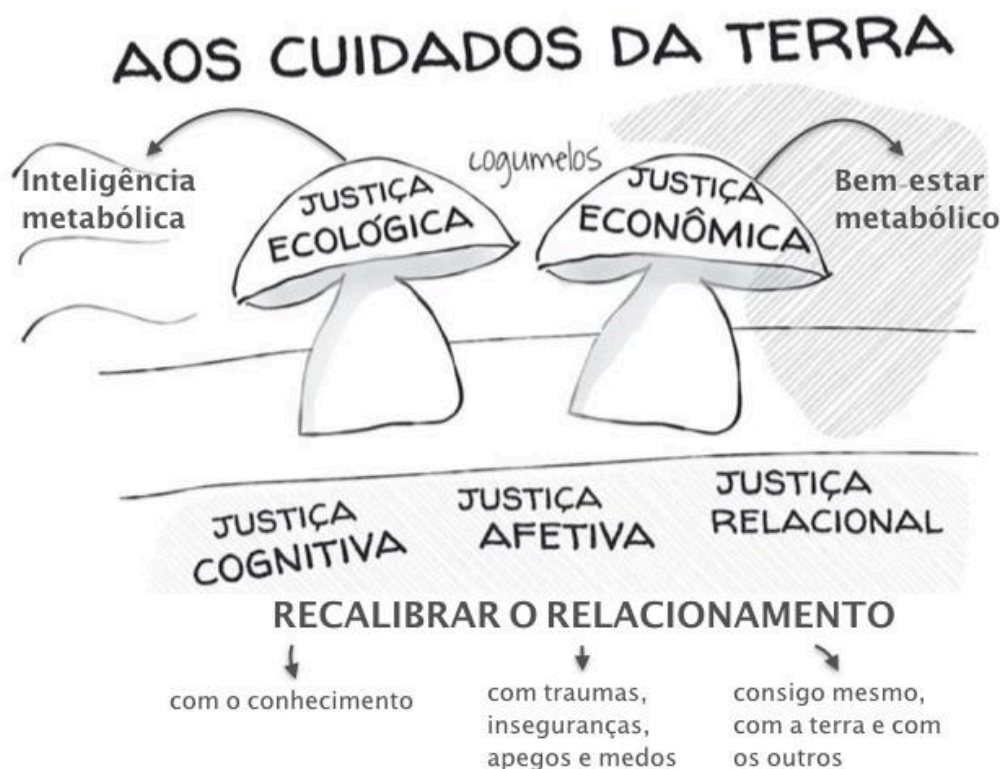 AOS CUIDADOS DA TERRA
cogumelos
Inteligência
metabólica
JUSTIÇA
ECOLÓGICA
JUSTIÇA
ECONÔMICA
Bem-estar
metabólico
JUSTIÇA
COGNITIVA
JUSTIÇA
AFETIVA
JUSTIÇA
RELACIONAL
RECALIBRAR O RELACIONAMENTO
com o conhecimento
com traumas,
inseguranças,
apegos e medos
consigo mesmo,
com a terra e com
os outros